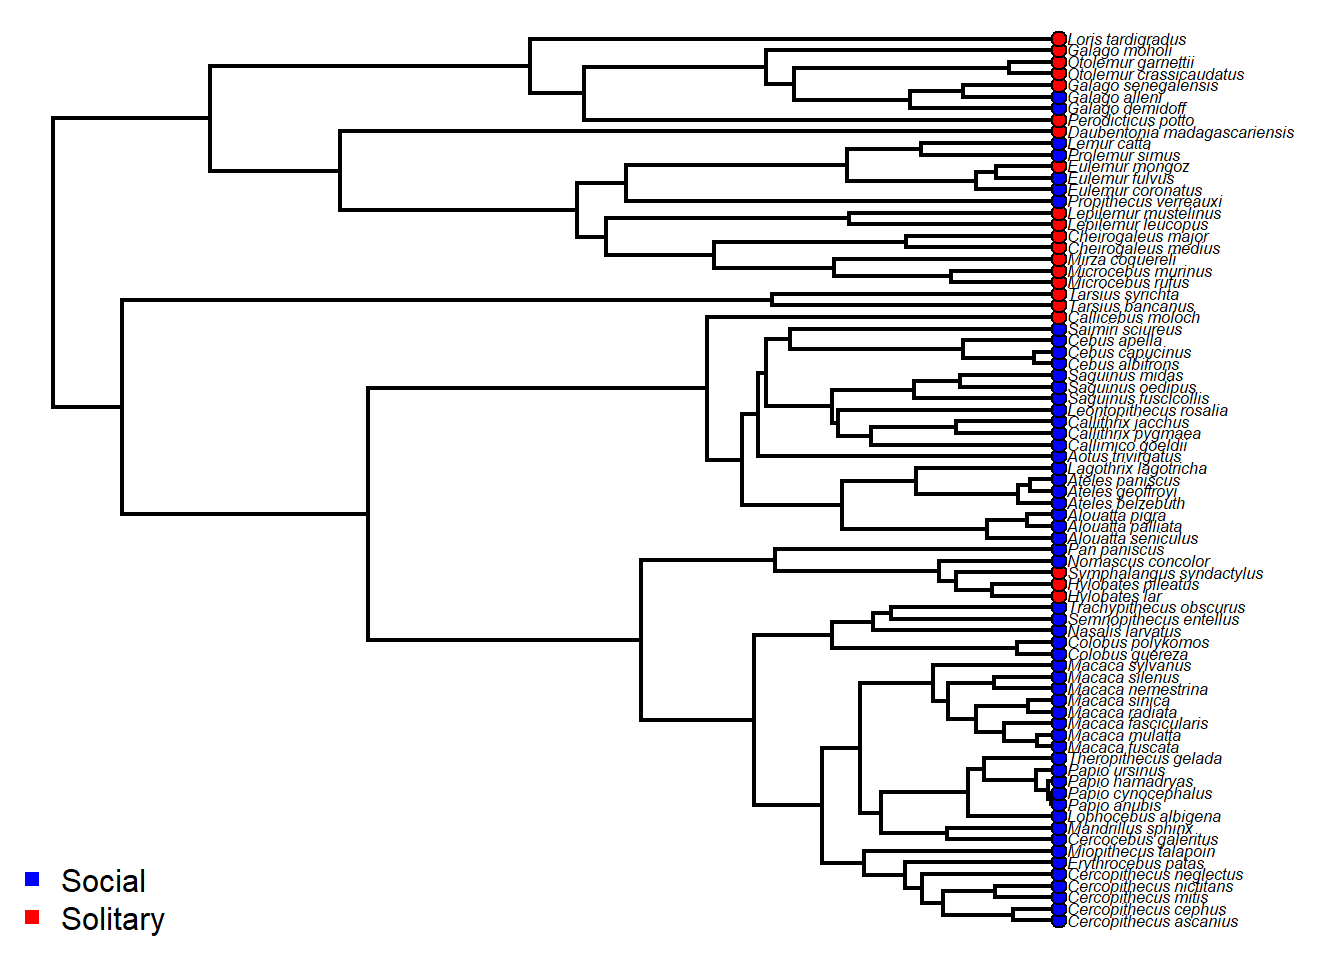 Loris tardigradus
Galago moholi
Otolemur garnettii
Otolemur crassicaudatus
Galago senegalensis
Galago alleni
Galago demidoff
Perodicticus potto
Daubentonia madagascariensis
Lemur catta
Prolemur simus
Eulemur mongoz
Eulemur fulvus
Eulemur coronatus
Propithecus verreauxi
Lepilemur mustelinus
Lepilemur leucopus
Cheirogaleus major
Cheirogaleus medius
Mirza coquereli
Microcebus murinus
Microcebus rufus
Tarsius syrichta
Tarsius bancanus
Callicebus moloch
Saimiri sciureus
Cebus apella
Cebus capucinus
Cebus albifrons
Saguinus midas
Saguinus oedipus
Saguinus fuscicollis
Leontopithecus rosalia
Callithrix jacchus
Callithrix pygmaea
Callimico goeldii
Aotus trivirgatus
Lagothrix lagotricha
Ateles paniscus
Ateles geoffroyi
Ateles belzebuth
Alouatta pigra
Alouatta palliata
Alouatta seniculus
Pan paniscus
Nomascus concolor
Symphalangus syndactylus
Hylobates pileatus
Hylobates lar
Trachypithecus obscurus
Semnopithecus entellus
Nasalis larvatus
Colobus polykomos
Colobus guereza
Macaca sylvanus
Macaca silenus
Macaca nemestrina
Macaca sinica
Macaca radiata
Macaca fascicularis
Macaca mulatta
Macaca fuscata
Theropithecus gelada
Papio ursinus
Papio hamadryas
Papio cynocephalus
Papio anubis
Lophocebus albigena
Mandrillus sphinx
Cercocebus galeritus
Miopithecus talapoin
Erythrocebus patas
Cercopithecus neglectus
Cercopithecus nictitans
Cercopithecus mitis
Cercopithecus cephus
Cercopithecus ascanius
Social
Solitary